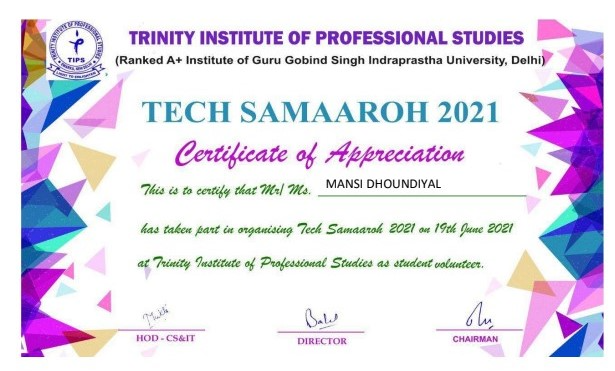 TRINITY INSTITUTE OF PROFESSIONAL STUDIES
TIPS
(Ranked A+ Institute of Guru Gobind Singh Indraprastha University, Delhi)
TECH SAMAAROH 2021
Certificate of Appreciation
This is to certify that Mr/ Ms. MANSI DHOUNDIYAL
has taken part in organising Tech Samaaroh 2021 on 19th June 2021
at Trinity Institute of Professional Studies as student volunteer.
HOD - CS&IT
DIRECTOR
CHAIRMAN